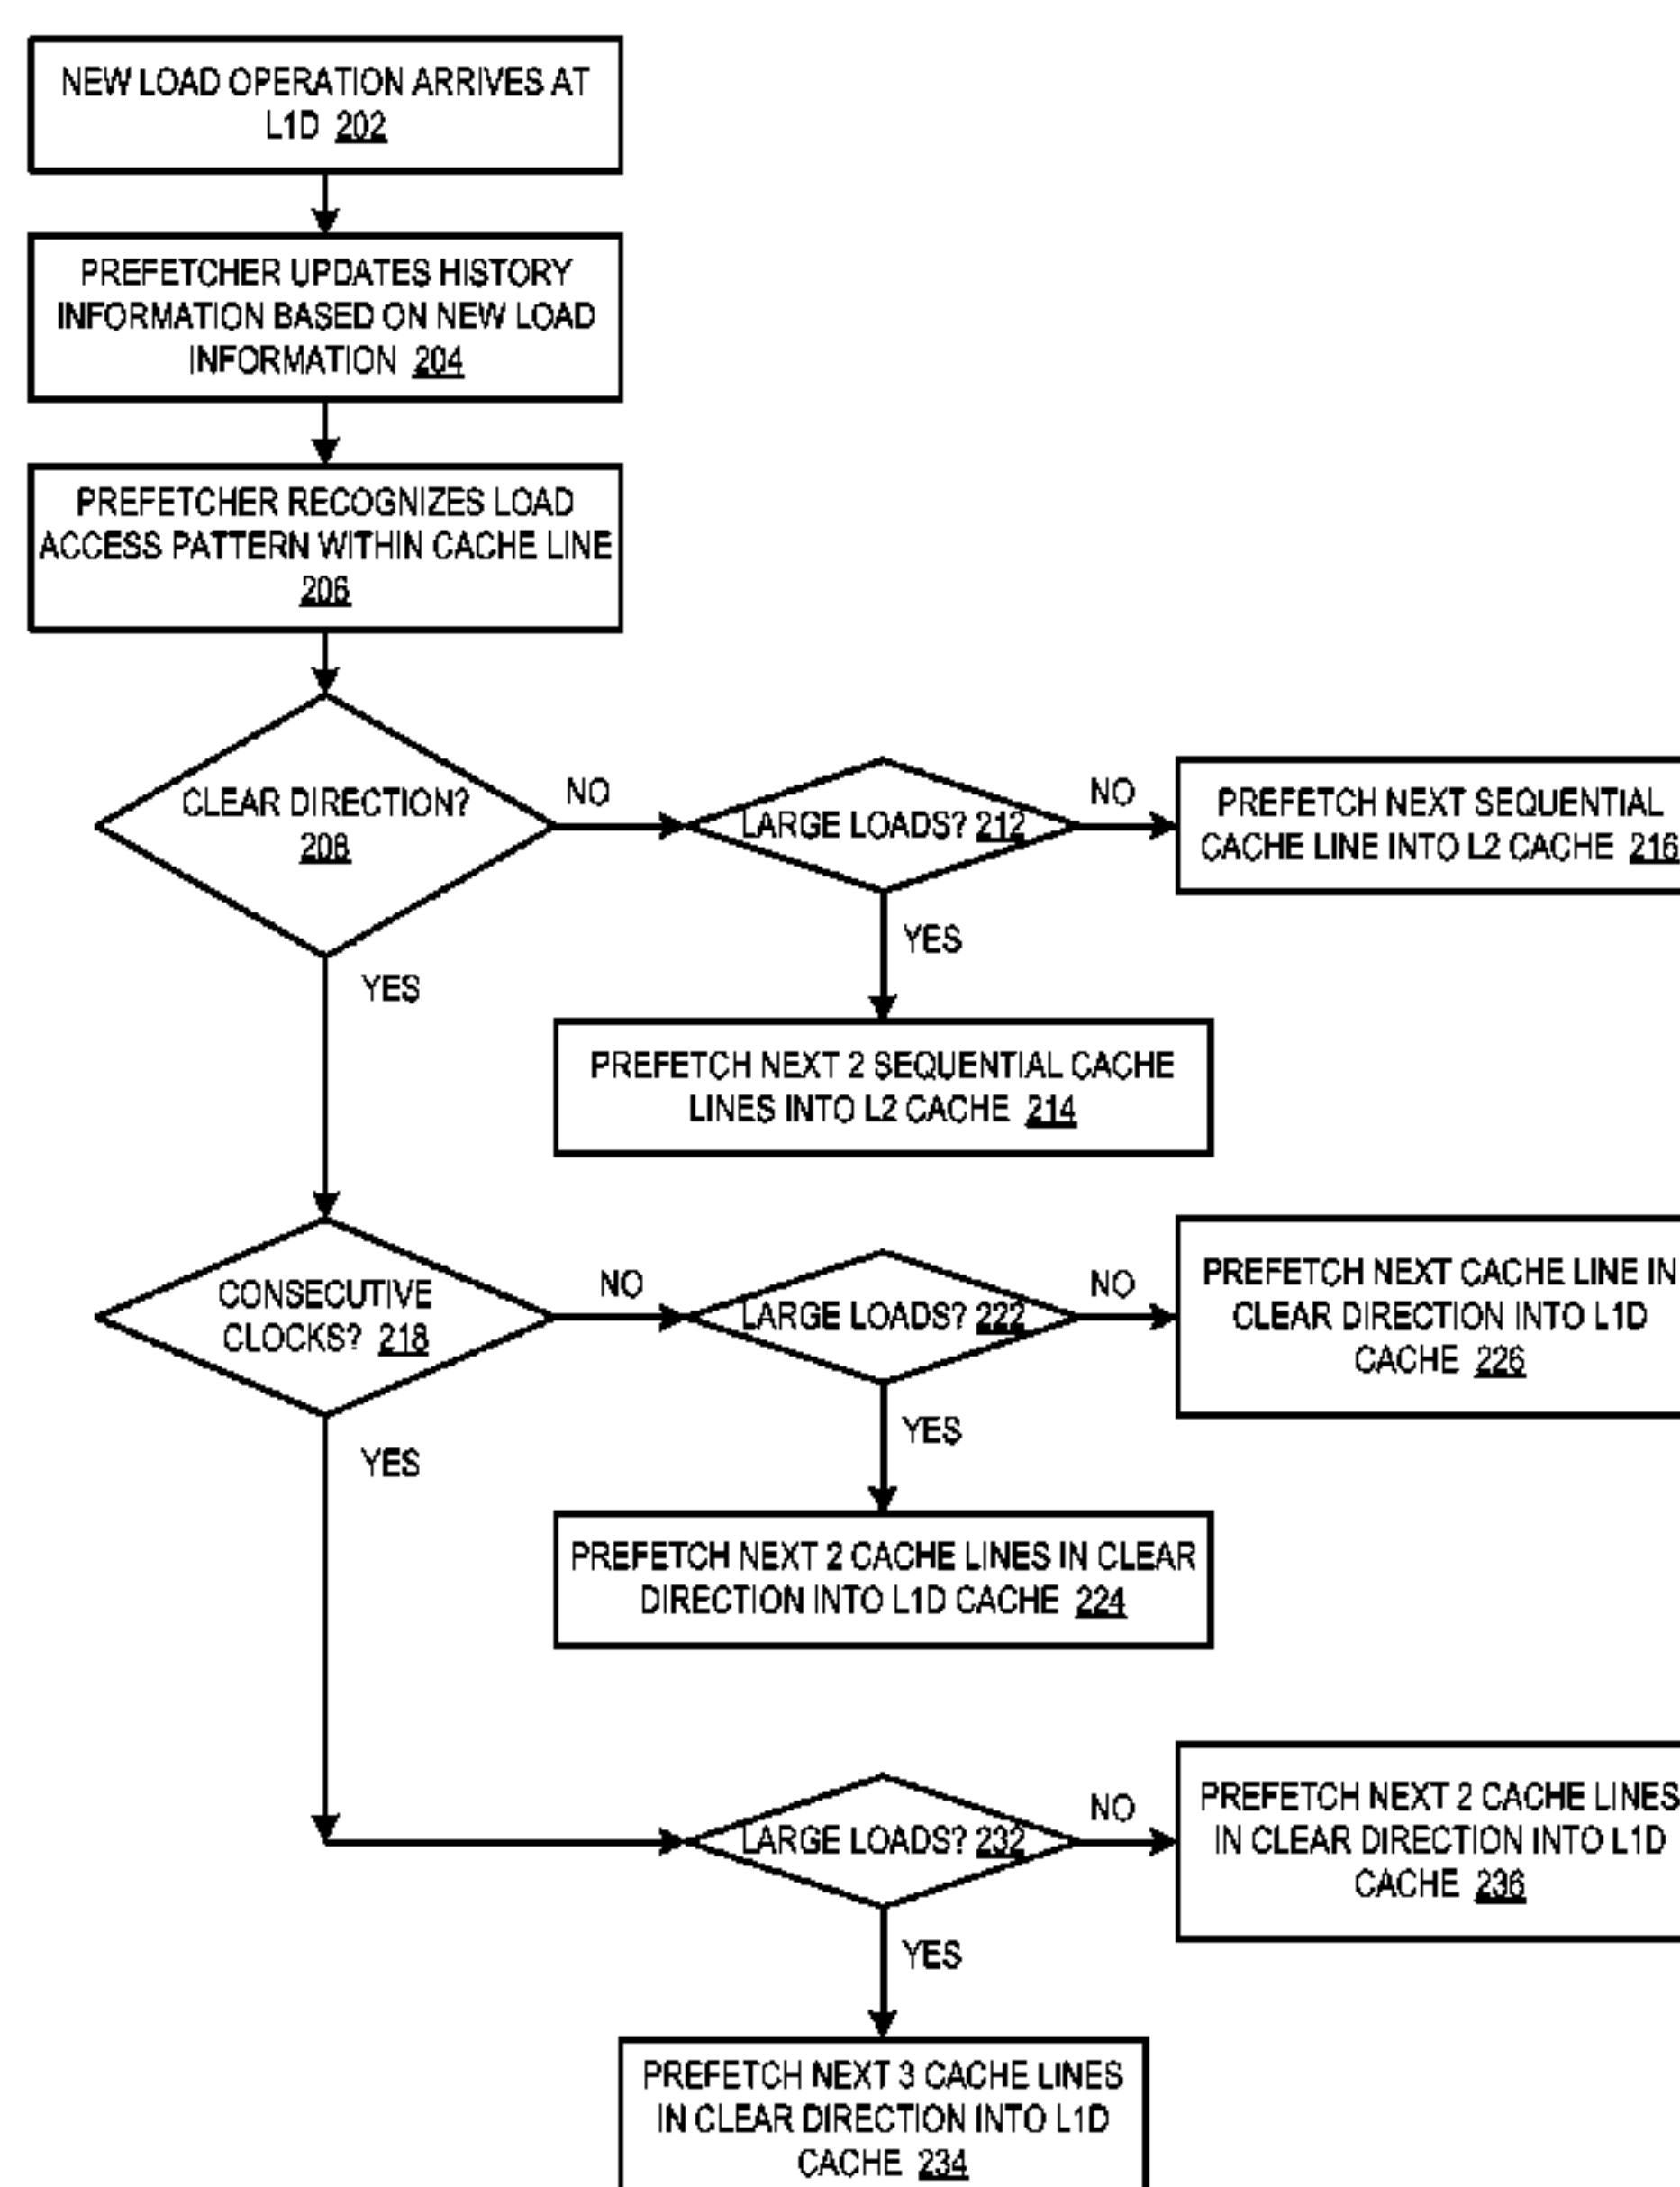 NEW LOAD OPERATION ARRIVES AT
L1D 202
PREFETCHER UPDATES HISTORY
INFORMATION BASED ON NEW LOAD
INFORMATION 204
PREFETCHER RECOGNIZES LOAD
ACCESS PATTERN WITHIN CACHE LINE
206
CLEAR DIRECTION?
208
NO
LARGE LOADS? 212
NO
PREFETCH NEXT SEQUENTIAL
CACHE LINE INTO L2 CACHE 216
YES
YES
PREFETCH NEXT 2 SEQUENTIAL CACHE
LINES INTO L2 CACHE 214
CONSECUTIVE
CLOCKS? 218
NO
LARGE LOADS? 222
NO
PREFETCH NEXT CACHE LINE IN
CLEAR DIRECTION INTO L1D
CACHE 226
YES
YES
PREFETCH NEXT 2 CACHE LINES IN CLEAR
DIRECTION INTO L1D CACHE 224
LARGE LOADS? 232
NO
PREFETCH NEXT 2 CACHE LINES
IN CLEAR DIRECTION INTO L1D
CACHE 236
YES
PREFETCH NEXT 3 CACHE LINES
IN CLEAR DIRECTION INTO L1D
CACHE 234